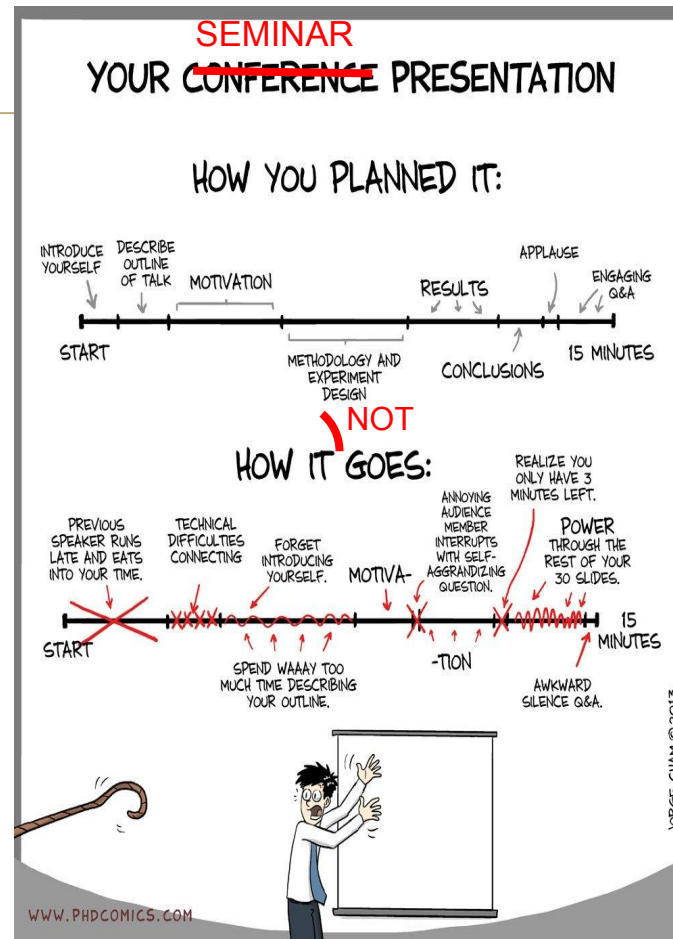 SEMINAR
YOUR CONFERENCE PRESENTATION
HOW YOU PLANNED IT:
INTRODUCE
YOURSELF
DESCRIBE
OUTLINE
OF TALK
MOTIVATION
RESULTS
APPLAUSE
ENGAGING
Q&A
START
METHODOLOGY AND
EXPERIMENT
DESIGN
CONCLUSIONS
15 MINUTES
NOT
HOW IT GOES:
PREVIOUS
SPEAKER RUNS
LATE AND EATS
INTO YOUR TIME.
TECHNICAL
DIFFICULTIES
CONNECTING
FORGET
INTRODUCING
YOURSELF.
MOTIVA-
ANNOYING
AUDIENCE
MEMBER
INTERRUPTS
WITH SELF-
AGGRANDIZING
QUESTION.
REALIZE YOU
ONLY HAVE 3
MINUTES LEFT.
POWER
THROUGH THE
REST OF YOUR
30 SLIDES.
START
SPEND WAAAY TOO
MUCH TIME DESCRIBING
YOUR OUTLINE.
-TION
AWKWARD
SILENCE Q&A.
15
MINUTES
JORGE CHAM © 2013
WWW.PHDCOMICS.COM